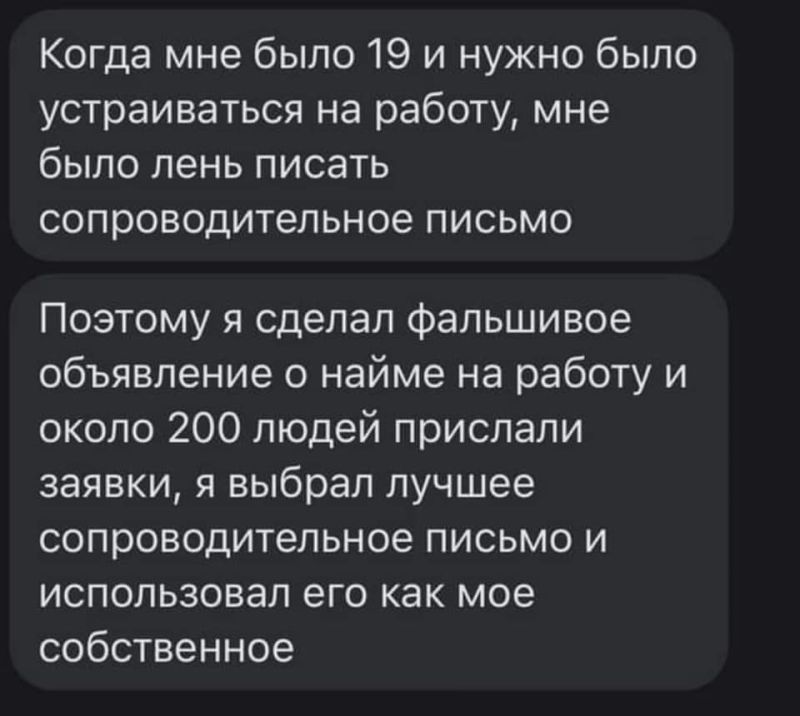 Когда мне было 19 и нужно было
устраиваться на работу, мне
было лень писать
сопроводительное письмо
Поэтому я сделал фальшивое
объявление о найме на работу и
около 200 людей прислали
заявки, я выбрал лучшее
сопроводительное письмо и
использовал его как мое
собственное